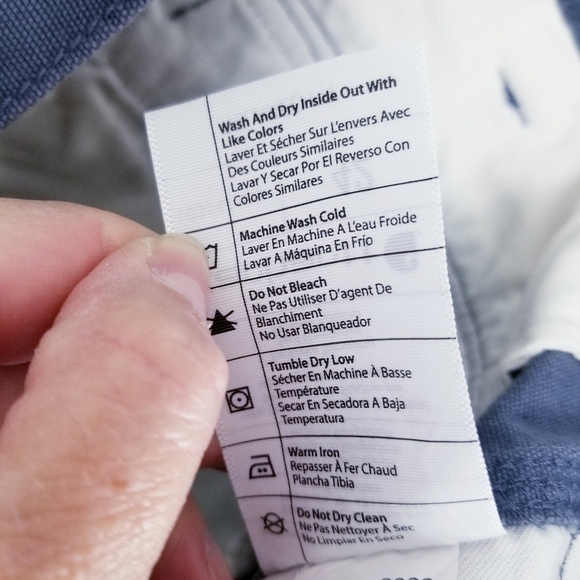 Wash And Dry Inside Out With
Like Colors
Laver Et Sécher Sur L'envers Avec
Des Couleurs Similaires
Lavar Y Secar Por El Reverso Con
Colores Similares
Machine Wash Cold
Laver En Machine A L'eau Froide
Lavar A Máquina En Frío
Do Not Bleach
Ne Pas Utiliser D'agent De
Blanchiment
No Usar Blanqueador
Tumble Dry Low
Sécher En Machine À Basse
Température
Secar En Secadora A Baja
Temperatura
Warm Iron
Repasser À Fer Chaud
Plancha Tibia
Do Not Dry Clean
Ne Pas Nettoyer À Sec
No Limpiar En Seco